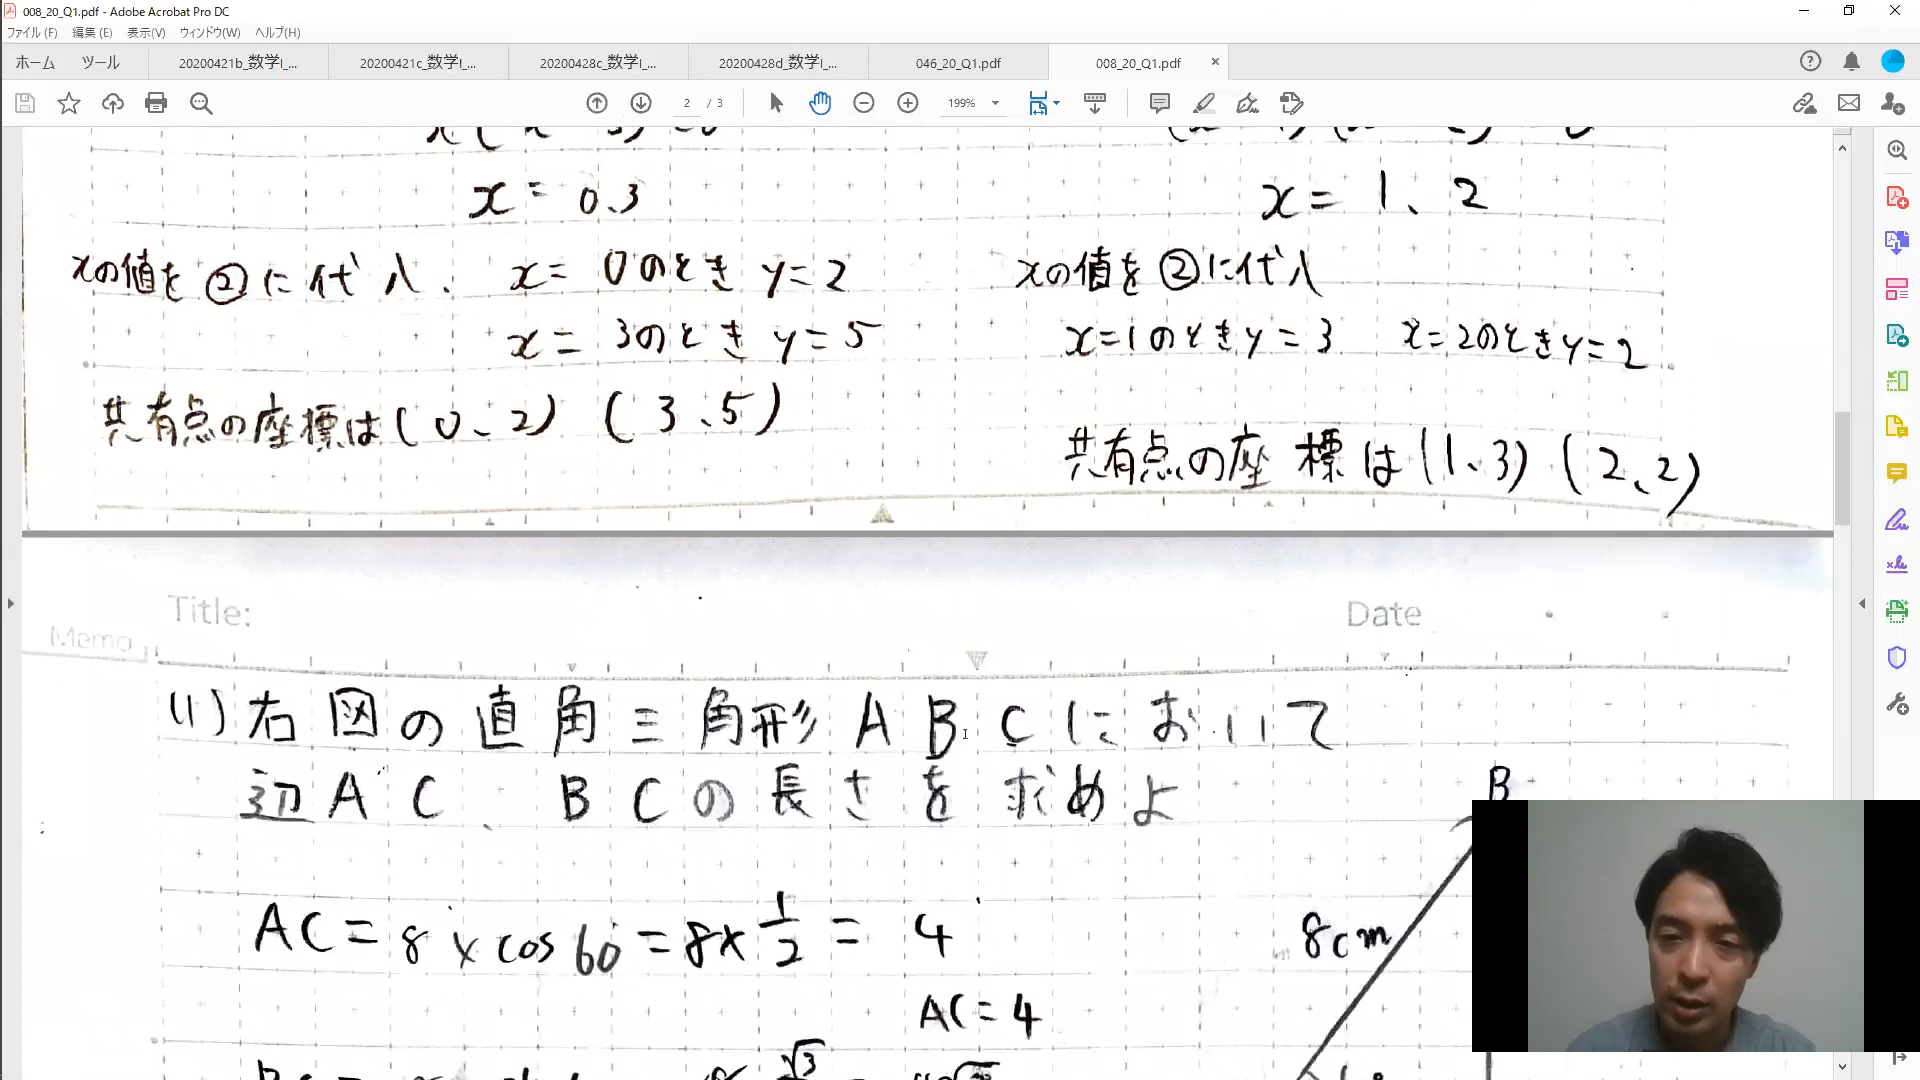 008_20_Q1.pdf - Adobe Acrobat Pro DC
ファイル(F) 編集(E) 表示(V) ウィンドウ(W) ヘルプ(H)
ホーム ツール 20200421b_数学I_... 20200421c_数学I_... 20200428c_数学I_... 20200428d_数学I_... 046_20_Q1.pdf 008_20_Q1.pdf
2 / 3 199%
x = 0、3
xの値を②に代入. x = 0のときy=2
x = 3のときy=5
共有点の座標は(0、2) (3、5)
x = 1、2
xの値を②に代入
x=1のときy=3 x=2のときy=2
共有点の座標は(1、3) (2、2)
Title:
Date
Memo
(1) 右図の直角三角形ABCにおいて
辺AC、BCの長さを求めよ
B
AC = 8 × cos60° = 8× 1/2 = 4
8cm
AC = 4